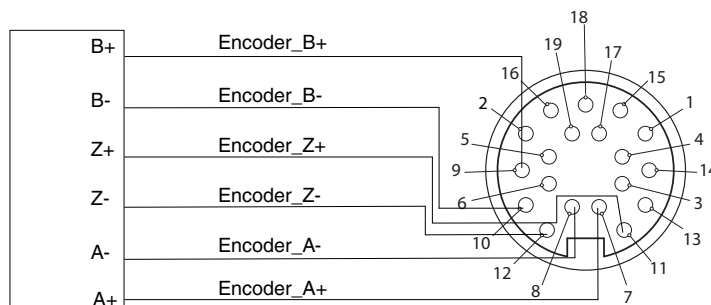 18
19 17
16 15
B+ Encoder_B+
2 1
B- Encoder_B-
5 4
Z+ Encoder_Z+
9 14
Z- Encoder_Z-
6 3
10 13
A- Encoder_A-
12 11
8 7
A+ Encoder_A+